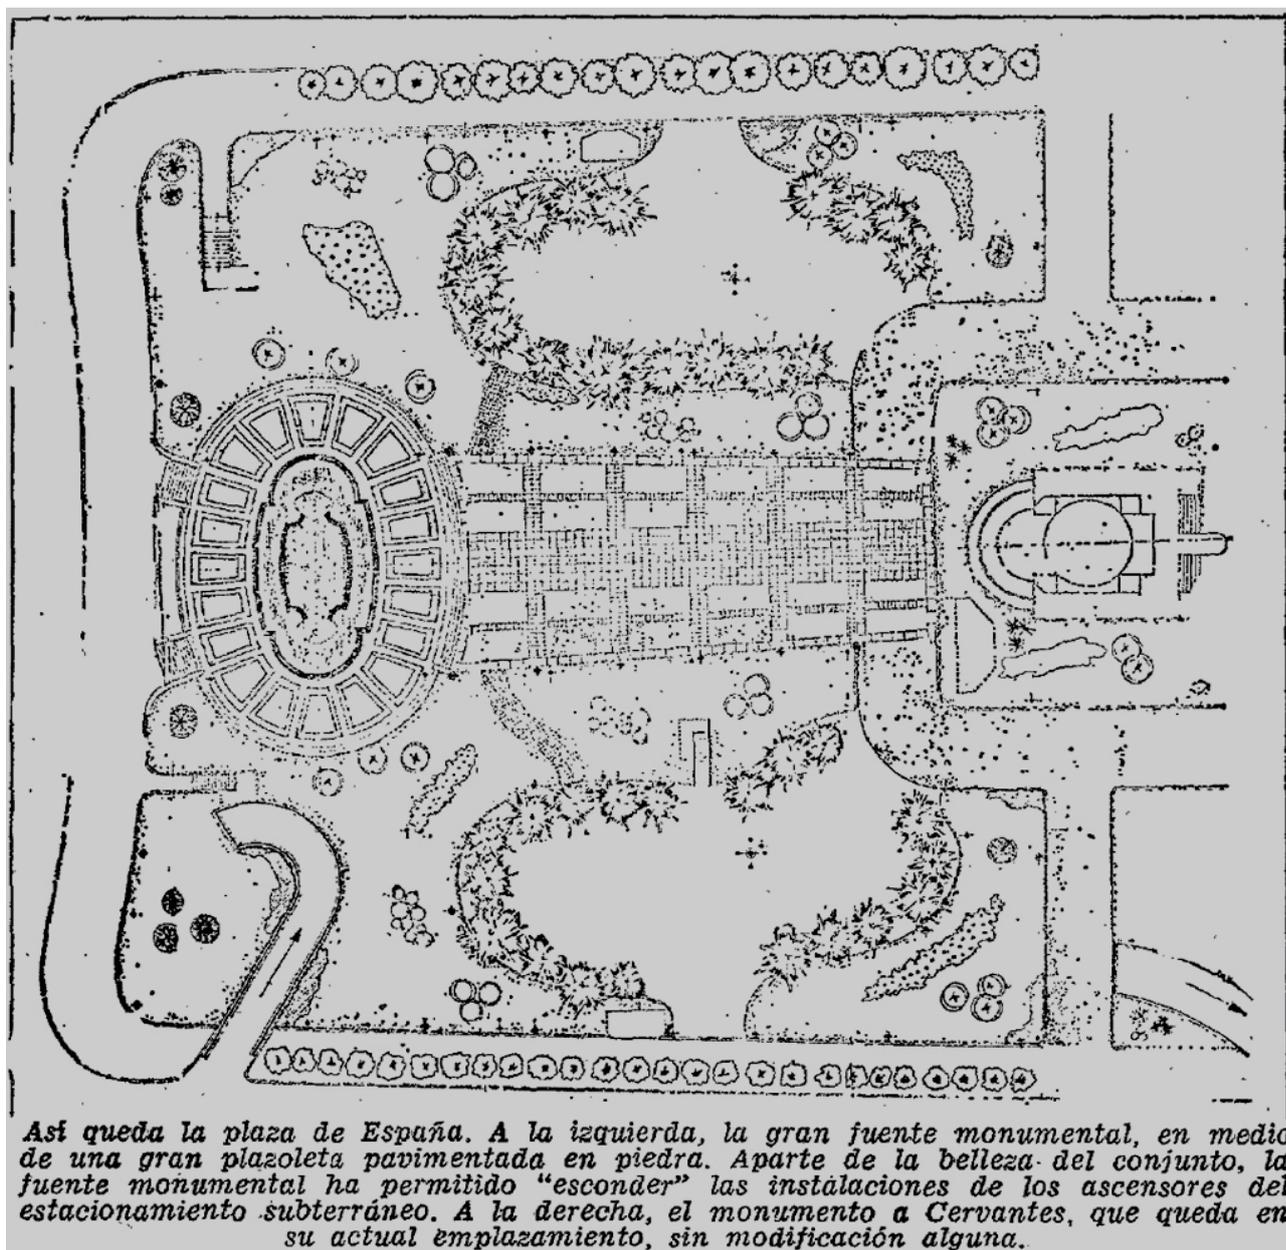 Así queda la plaza de España. A la izquierda, la gran fuente monumental, en medio
de una gran plazoleta pavimentada en piedra. Aparte de la belleza del conjunto, la
fuente monumental ha permitido “esconder” las instalaciones de los ascensores del
estacionamiento subterráneo. A la derecha, el monumento a Cervantes, que queda en
su actual emplazamiento, sin modificación alguna.